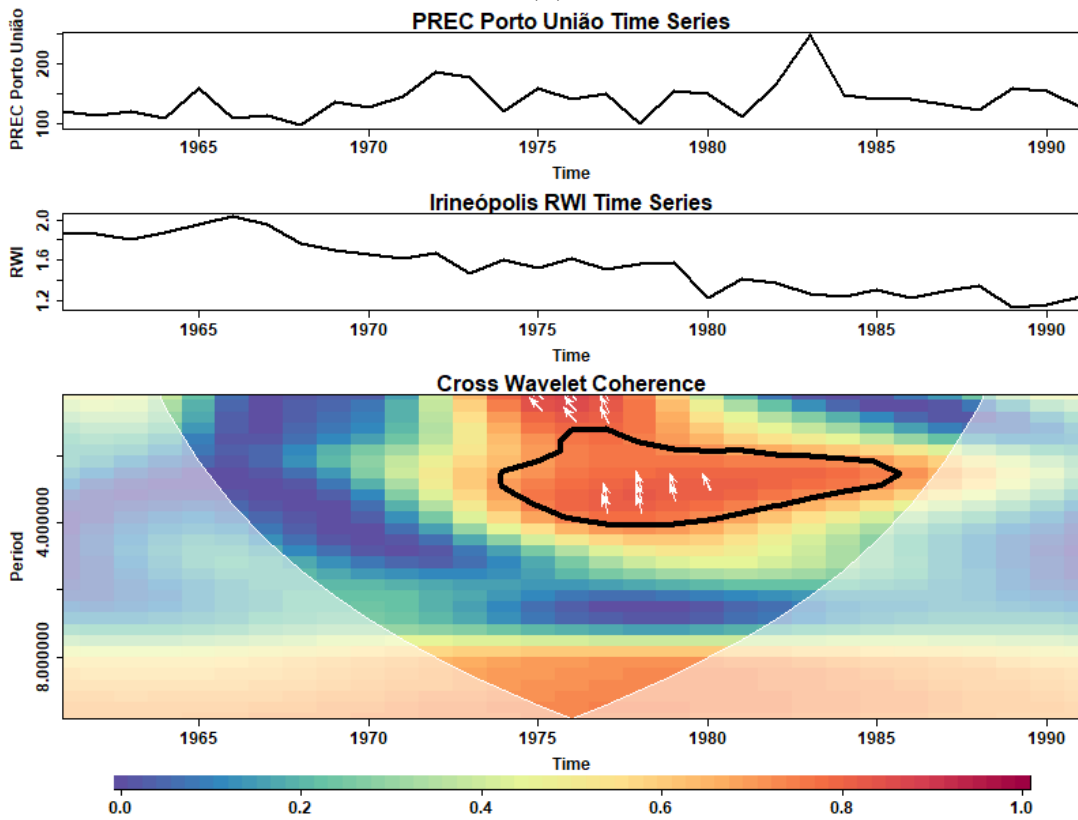 PREC Porto União Time Series
PREC Porto União
200
100
1965 1970 1975 1980 1985 1990
Time
Irineópolis RWI Time Series
RWI
2.0
1.6
1.2
1965 1970 1975 1980 1985 1990
Time
Cross Wavelet Coherence
Period
4.000000
8.000000
1965 1970 1975 1980 1985 1990
Time
0.0 0.2 0.4 0.6 0.8 1.0